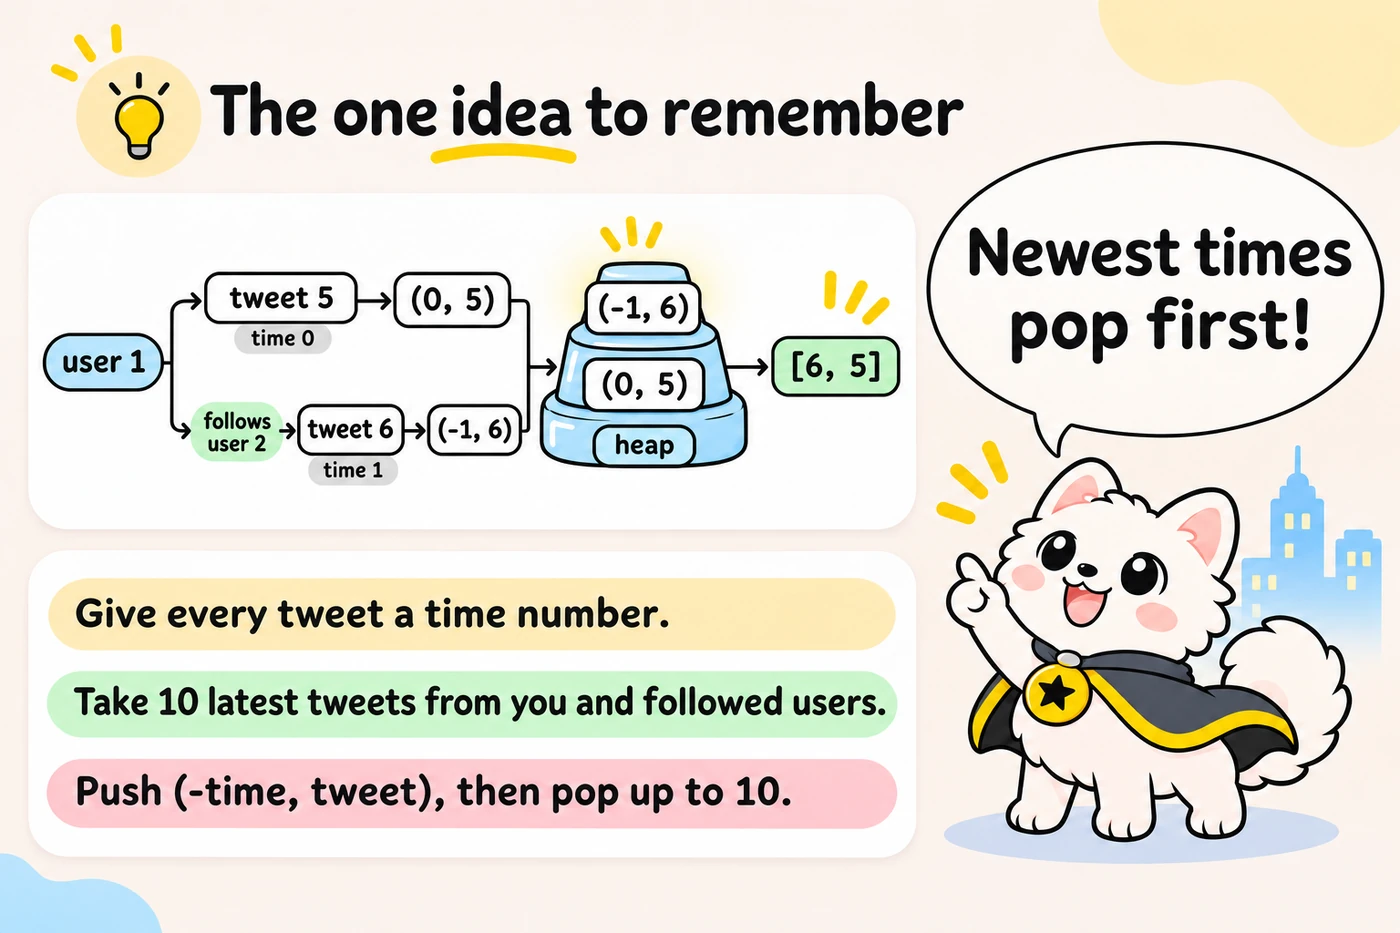 The one idea to remember
user 1
tweet 5
time 0
(0, 5)
follows
user 2
tweet 6
time 1
(-1, 6)
(-1, 6)
(0, 5)
heap
[6, 5]
Newest times
pop first!
Give every tweet a time number.
Take 10 latest tweets from you and followed users.
Push (-time, tweet), then pop up to 10.